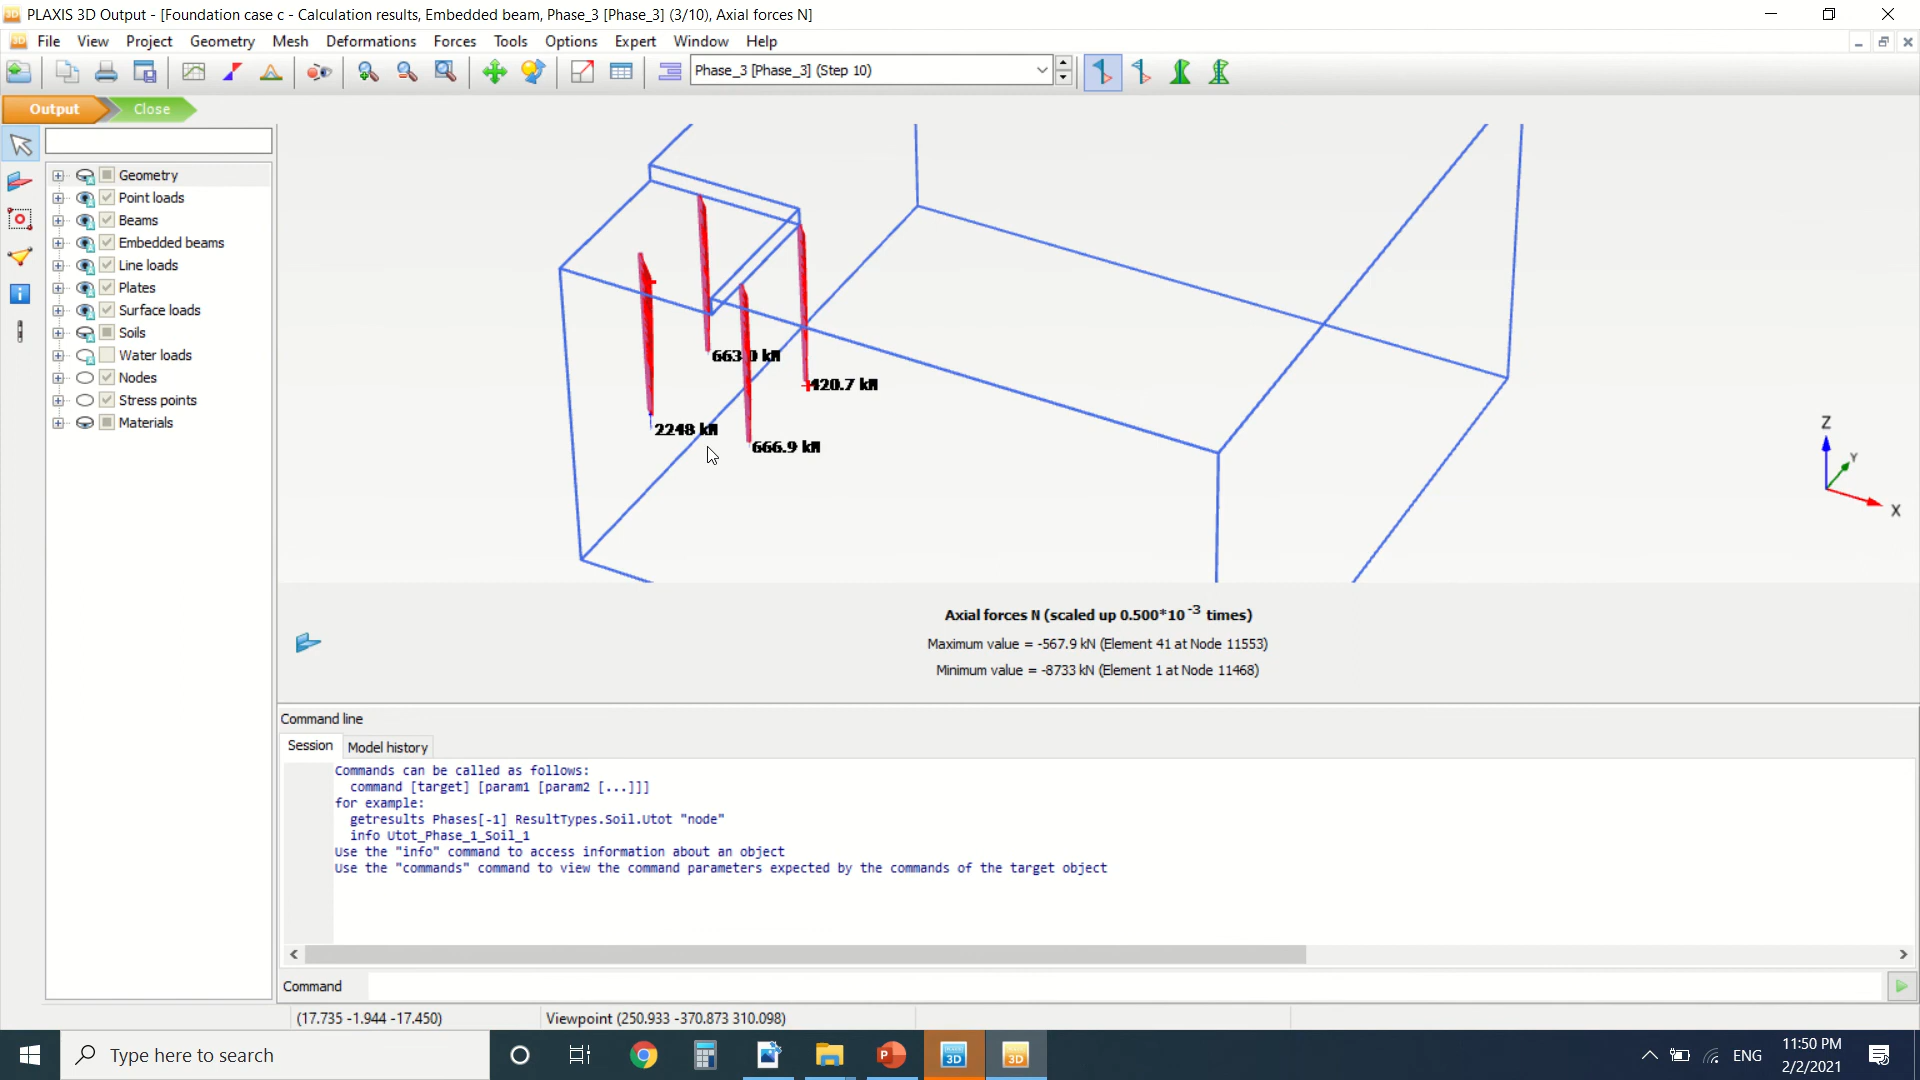 PLAXIS 3D Output - [Foundation case c - Calculation results, Embedded beam, Phase_3 [Phase_3] (3/10), Axial forces N]
File View Project Geometry Mesh Deformations Forces Tools Options Expert Window Help
Phase_3 [Phase_3] (Step 10)
Output Close
Geometry
Point loads
Beams
Embedded beams
Line loads
Plates
Surface loads
Soils
Water loads
Nodes
Stress points
Materials
663.0 kN
420.7 kN
2248 kN
666.9 kN
Z
Y
X
Axial forces N (scaled up 0.500*10 -3 times)
Maximum value = -567.9 kN (Element 41 at Node 11553)
Minimum value = -8733 kN (Element 1 at Node 11468)
Command line
Session Model history
Commands can be called as follows:
command [target] [param1 [param2 [...]]]
for example:
getresults Phases[-1] ResultTypes.Soil.Utot "node"
info Utot_Phase_1_Soil_1
Use the "info" command to access information about an object
Use the "commands" command to view the command parameters expected by the commands of the target object
Command
(17.735 -1.944 -17.450) Viewpoint (250.933 -370.873 310.098)
Type here to search
ENG
11:50 PM
2/2/2021